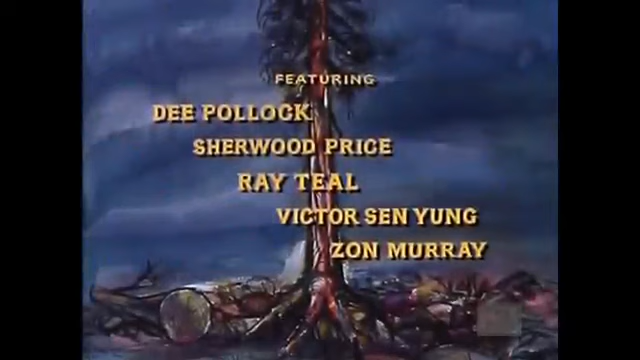 FEATURING
DEE POLLOCK
SHERWOOD PRICE
RAY TEAL
VICTOR SEN YUNG
ZON MURRAY